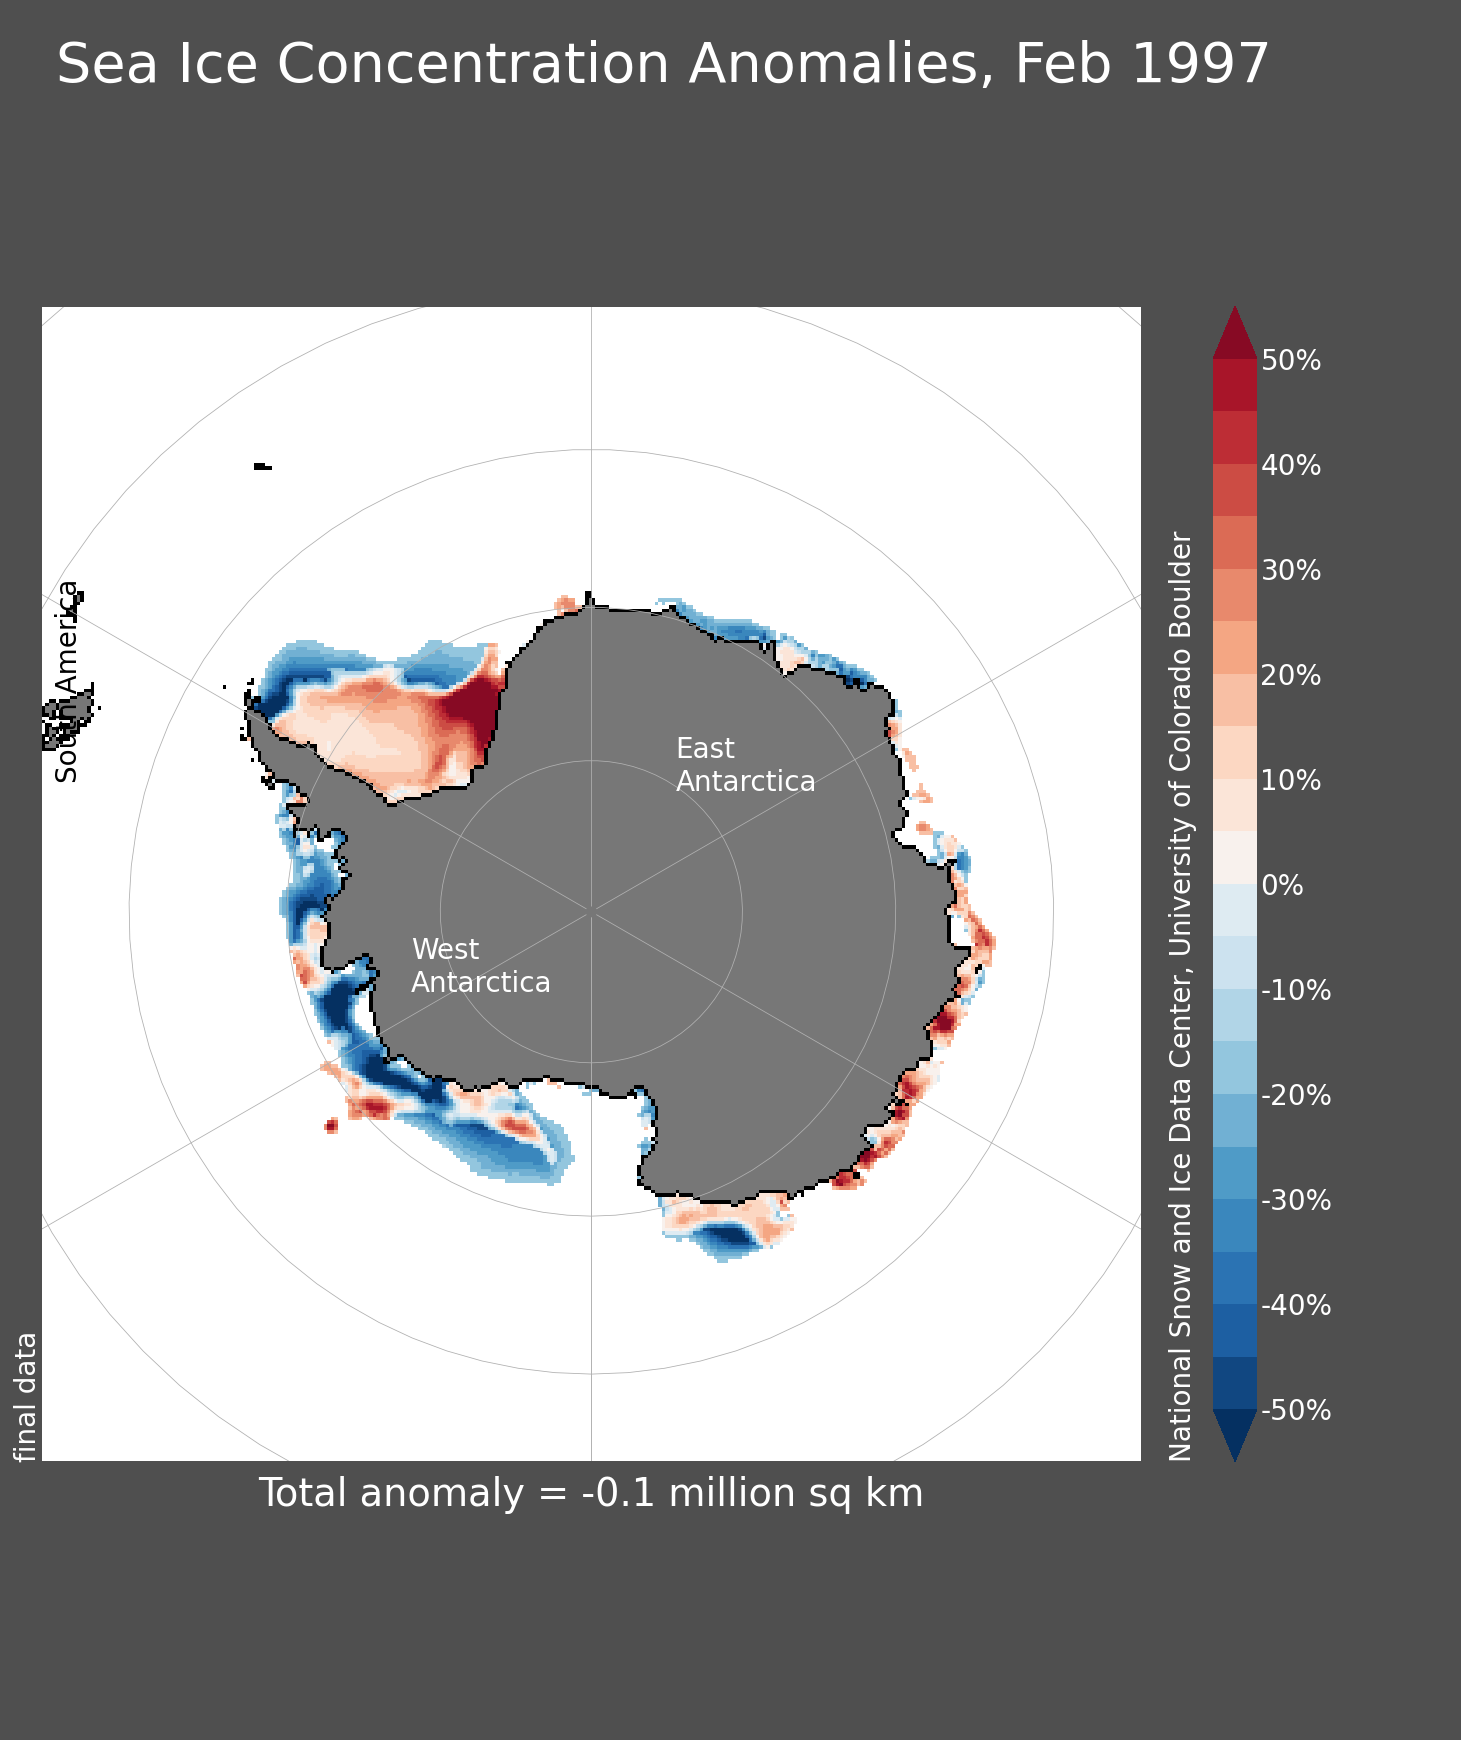 Sea Ice Concentration Anomalies, Feb 1997
South America
East
Antarctica
West
Antarctica
final data
National Snow and Ice Data Center, University of Colorado Boulder
50%
40%
30%
20%
10%
0%
-10%
-20%
-30%
-40%
-50%
Total anomaly = -0.1 million sq km